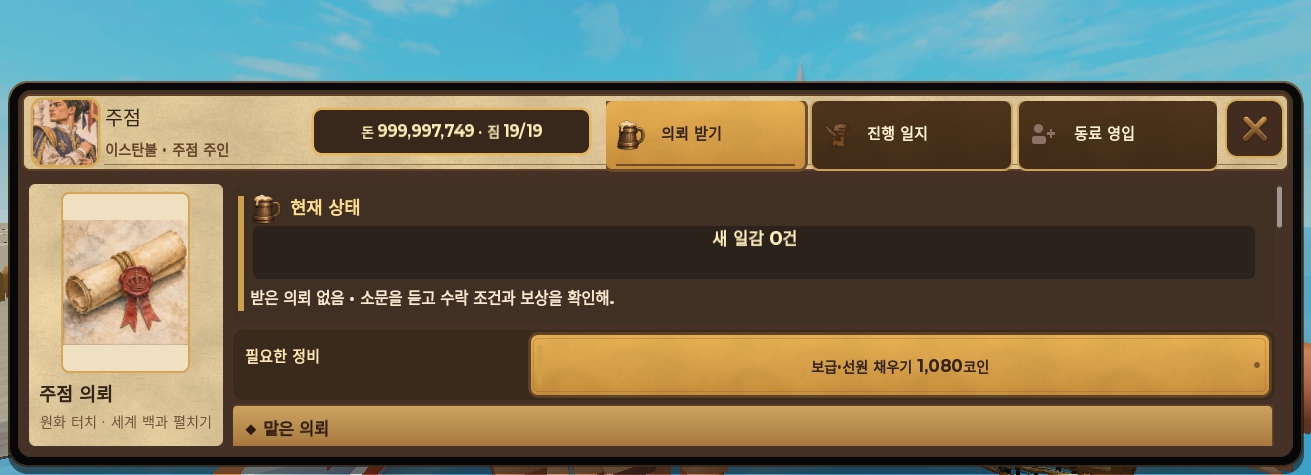 주점
이스탄불 • 주점 주인
돈 999,997,749 · 짐 19/19
의뢰 받기
진행 일지
동료 영입
현재 상태
새 일감 0건
받은 의뢰 없음 • 소문을 듣고 수락 조건과 보상을 확인해.
주점 의뢰
원화 터치 · 세계 백과 펼치기
필요한 정비
보급·선원 채우기 1,080코인
◆ 맡은 의뢰